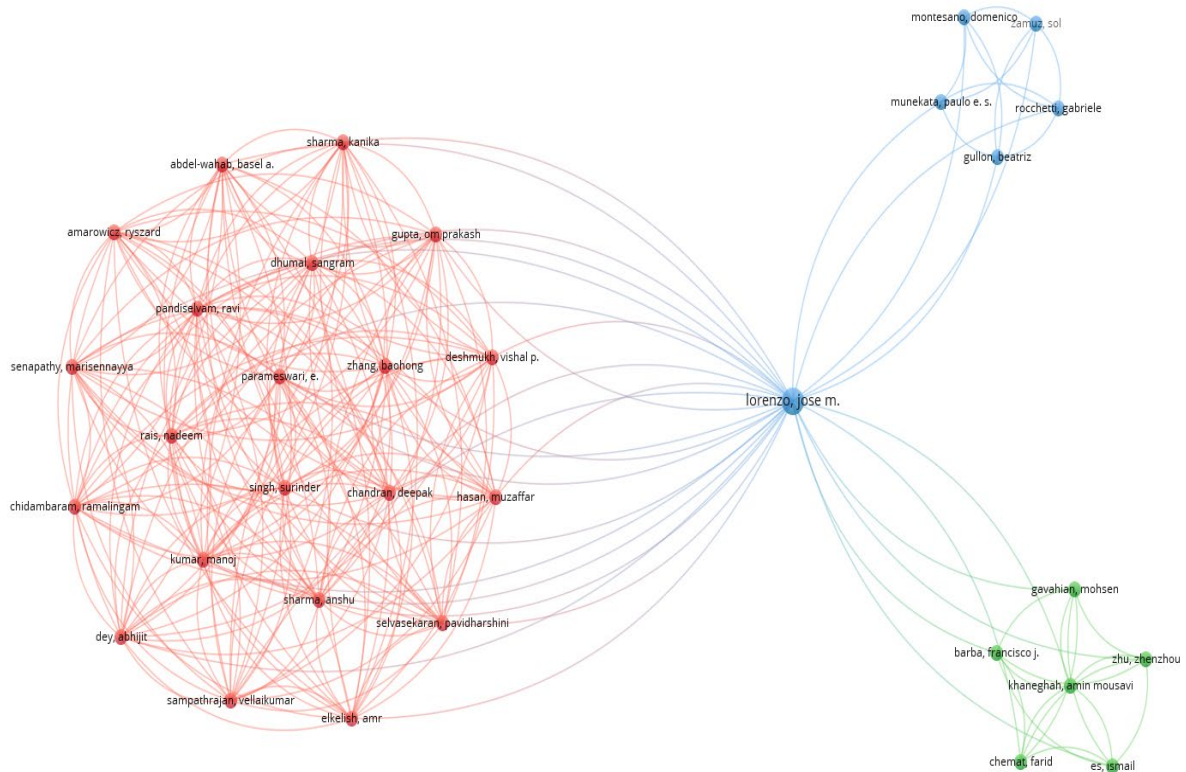 montesano, domenico
zamuz, sol
munekata, paulo e. s.
rocchetti, gabriele
gullon, beatriz
sharma, kanika
abdel-wahab, basel a.
amarowicz, ryszard
gupta, om prakash
dhumal, sangram
pandiselvam, ravi
senapathy, marisennayya
zhang, baohong
deshmukh, vishal p.
parameswari, e.
lorenzo, jose m.
rais, nadeem
singh, surinder
chandran, deepak
hasan, muzaffar
chidambaram, ramalingam
kumar, manoj
sharma, anshu
selvasekaran, pavidharshini
dey, abhijit
sampathrajan, vellaikumar
elkelish, amr
gavahian, mohsen
barba, francisco j.
zhu, zhenzhou
khaneghah, amin mousavi
chemat, farid
es, ismail